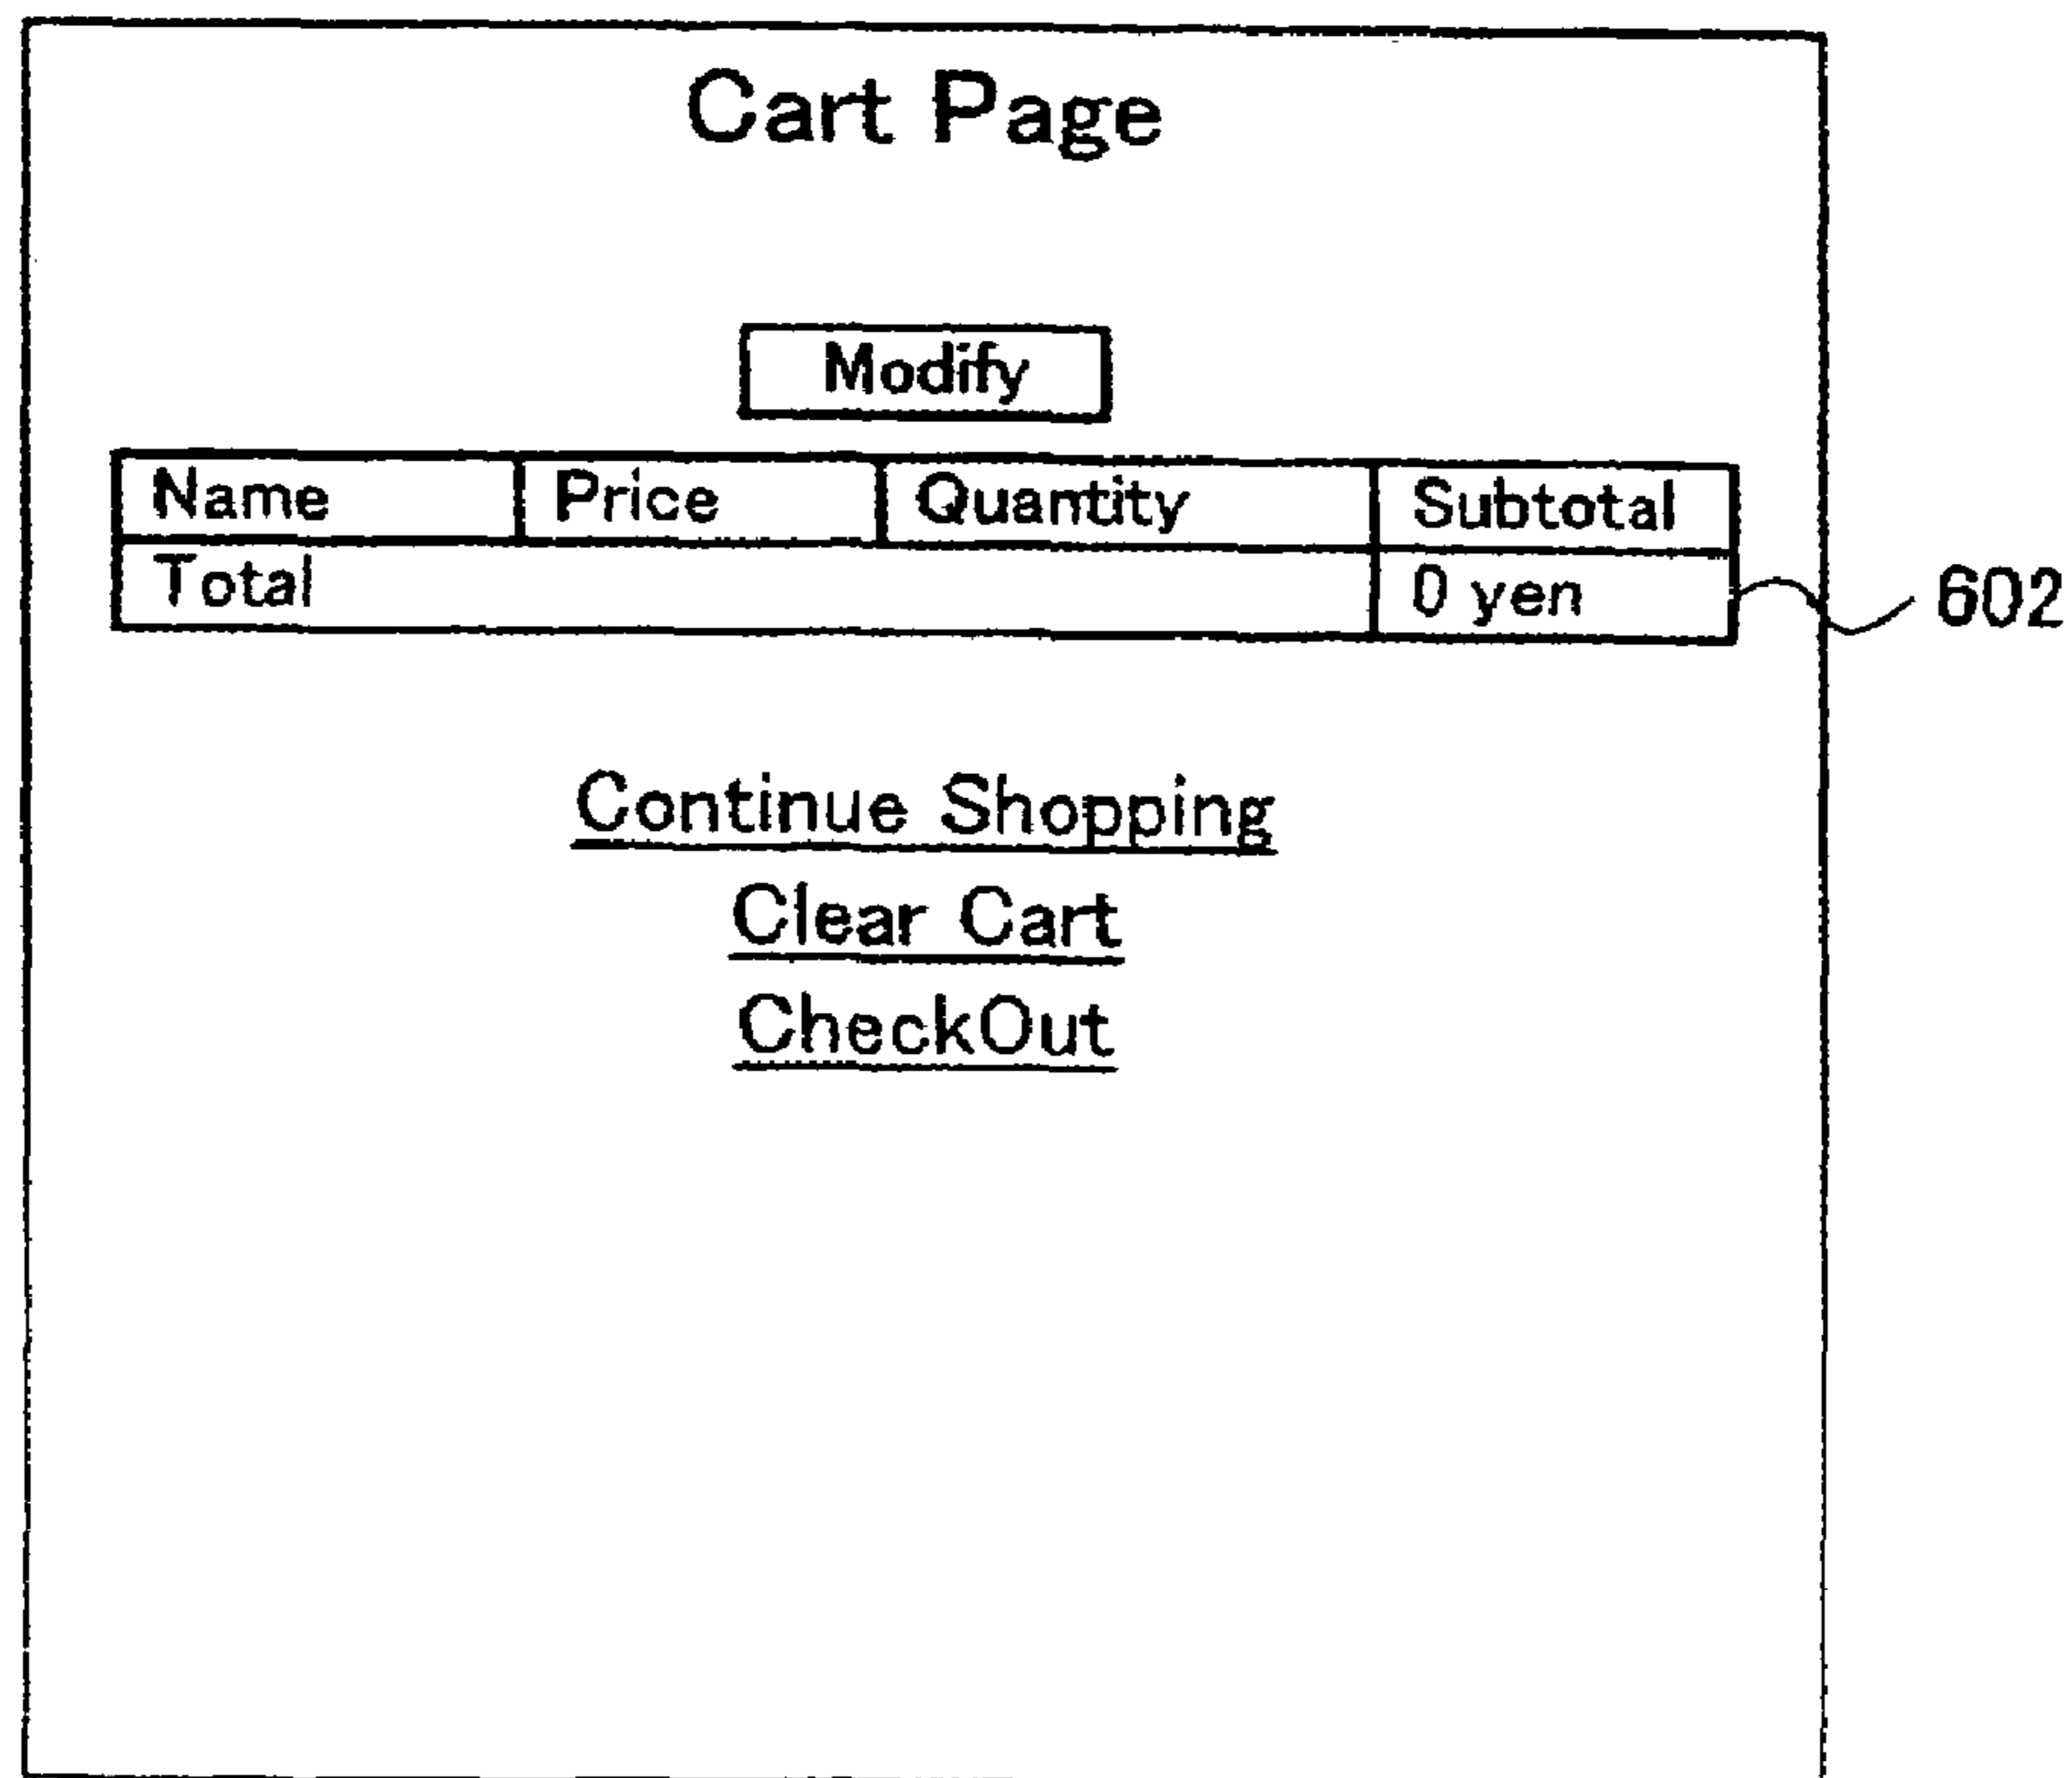 Cart Page
Modify
Name Price Quantity Subtotal
Total 0 yen
602
Continue Shopping
Clear Cart
CheckOut